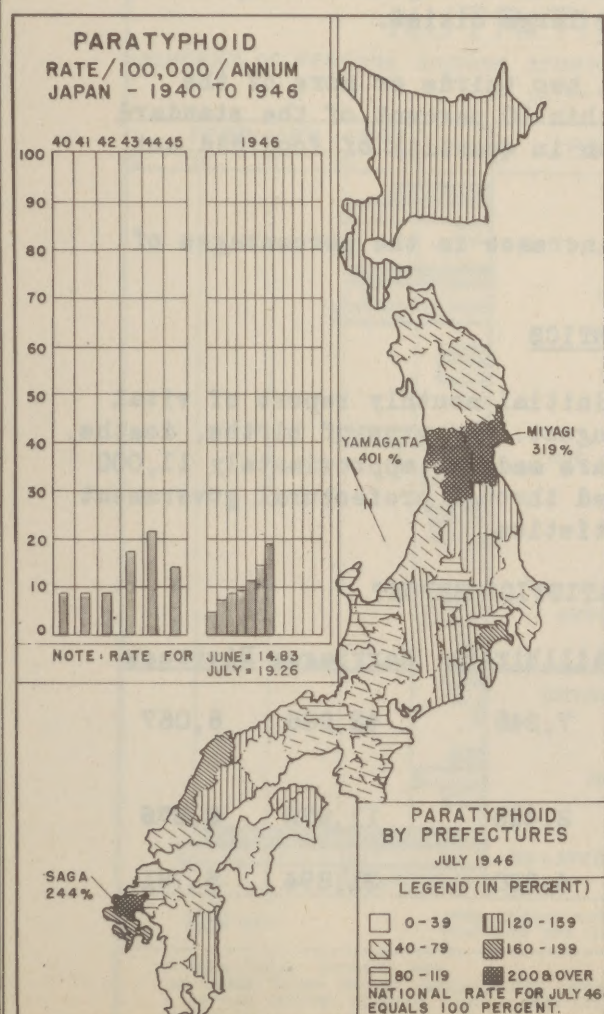 PARATYPHOID
RATE/100,000/ANNUM
JAPAN - 1940 TO 1946
40 41 42 43 44 45 1946
100
90
80
70
60
50
40
30
20
10
0
NOTE: RATE FOR JUNE = 14.83
JULY = 19.26
YAMAGATA
401 %
MIYAGI
319%
N
SAGA
244%
PARATYPHOID
BY PREFECTURES
JULY 1946
LEGEND (IN PERCENT)
0-39 120-159
40-79 160-199
80-119 200 & OVER
NATIONAL RATE FOR JULY 46
EQUALS 100 PERCENT.